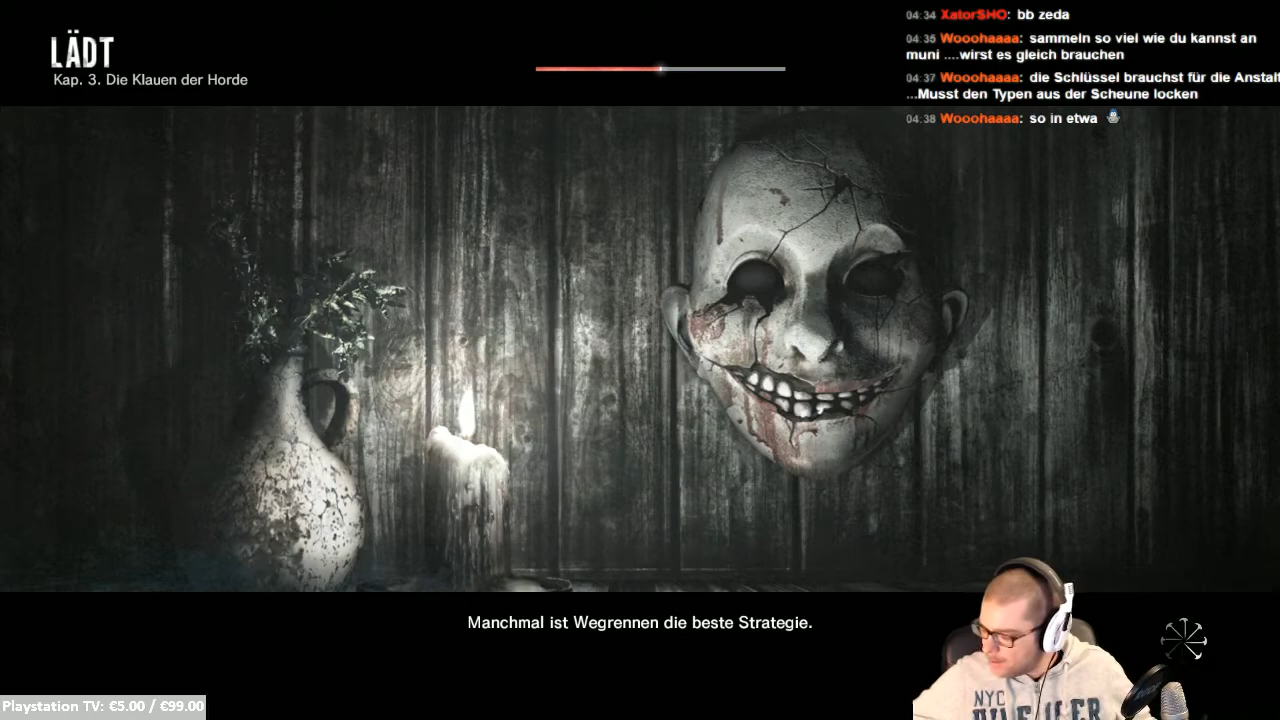 LÄDT
Kap. 3. Die Klauen der Horde
04:34 XatorSHO: bb zeda
04:35 Wooohaaaa: sammeln so viel wie du kannst an
muni ....wirst es gleich brauchen
04:37 Wooohaaaa: die Schlüssel brauchst für die Anstalt
...Musst den Typen aus der Scheune locken
04:38 Wooohaaaa: so in etwa
Manchmal ist Wegrennen die beste Strategie.
NYC
Playstation TV: €5.00 / €99.00